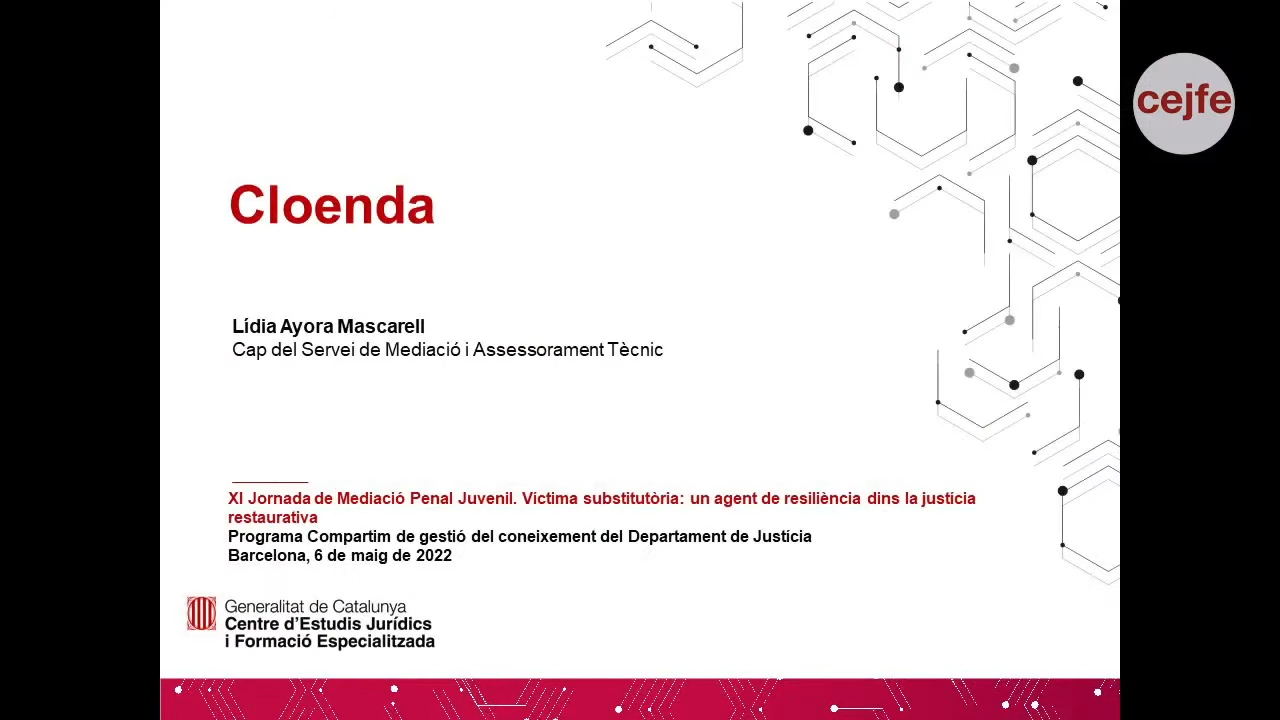 cejfe
Cloenda
Lídia Ayora Mascarell
Cap del Servei de Mediació i Assessorament Tècnic
XI Jornada de Mediació Penal Juvenil. Víctima substitutòria: un agent de resiliència dins la justícia
restaurativa
Programa Compartim de gestió del coneixement del Departament de Justícia
Barcelona, 6 de maig de 2022
Generalitat de Catalunya
Centre d'Estudis Jurídics
i Formació Especialitzada